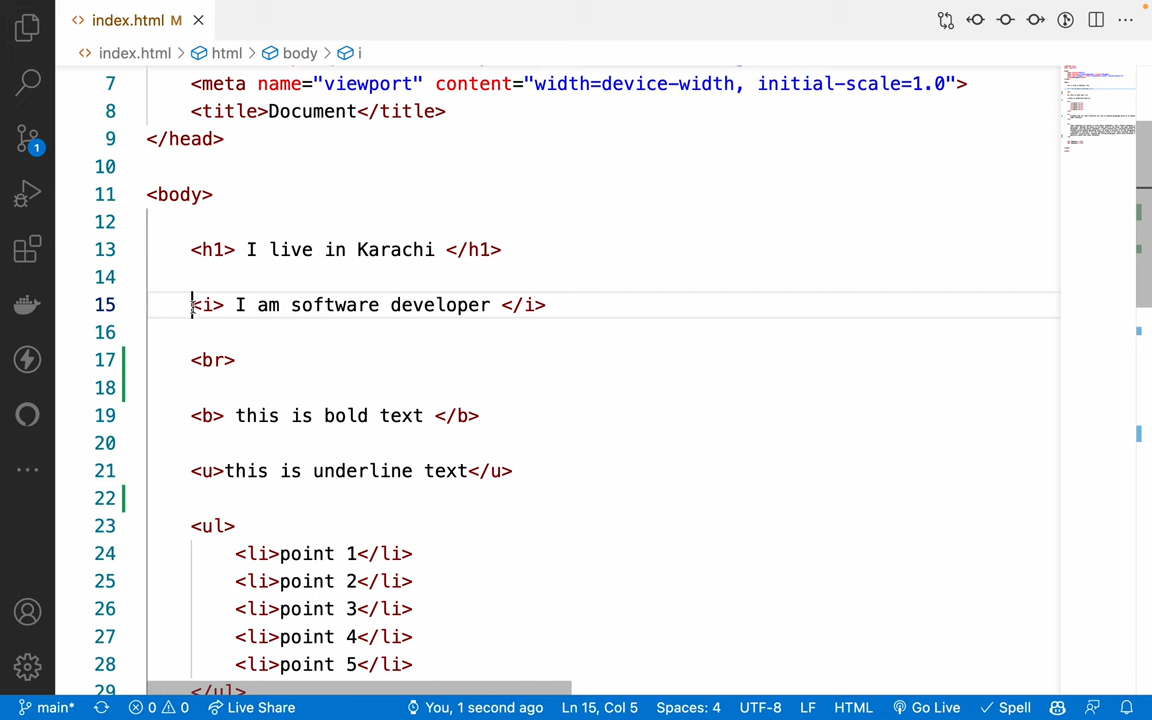 index.html M
index.html > html > body > i
7 <meta name="viewport" content="width=device-width, initial-scale=1.0">
8 <title>Document</title>
9 </head>
10
11 <body>
12
13 <h1> I live in Karachi </h1>
14
15 <i> I am software developer </i>
16
17 <br>
18
19 <b> this is bold text </b>
20
21 <u>this is underline text</u>
22
23 <ul>
24 <li>point 1</li>
25 <li>point 2</li>
26 <li>point 3</li>
27 <li>point 4</li>
28 <li>point 5</li>
29 </ul>
1
main* 0 0 Live Share You, 1 second ago Ln 15, Col 5 Spaces: 4 UTF-8 LF HTML Go Live Spell